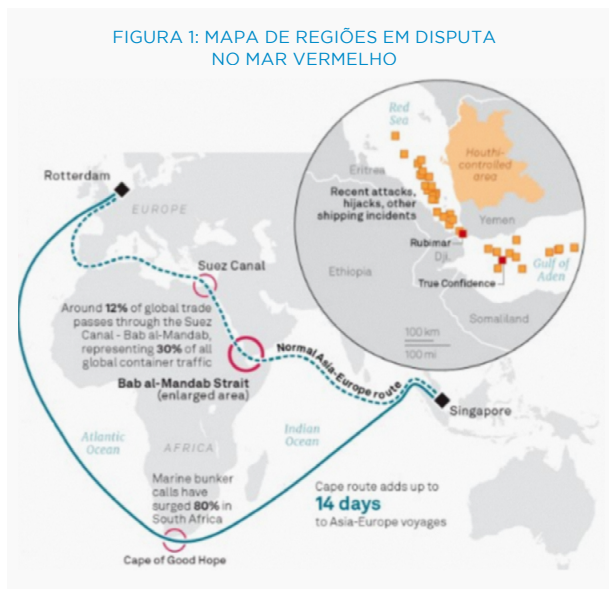 FIGURA 1: MAPA DE REGIÕES EM DISPUTA
NO MAR VERMELHO
Red
Sea
Houthi-
controlled
area
Eritrea
Recent attacks,
hijacks, other
shipping incidents
Yemen
Rubimar
Dji.
Ethiopia
Gulf of
Aden
True Confidence
Somaliland
100 km
100 mi
Rotterdam
EUROPE
Suez Canal
Around 12% of global trade
passes through the Suez
Canal - Bab al-Mandab,
representing 30% of all
global container traffic
Normal Asia-Europe route
Bab al-Mandab Strait
(enlarged area)
Singapore
Atlantic
Ocean
AFRICA
Indian
Ocean
Marine bunker
calls have
surged 80% in
South Africa
Cape route adds up to
14 days
to Asia-Europe voyages
Cape of Good Hope